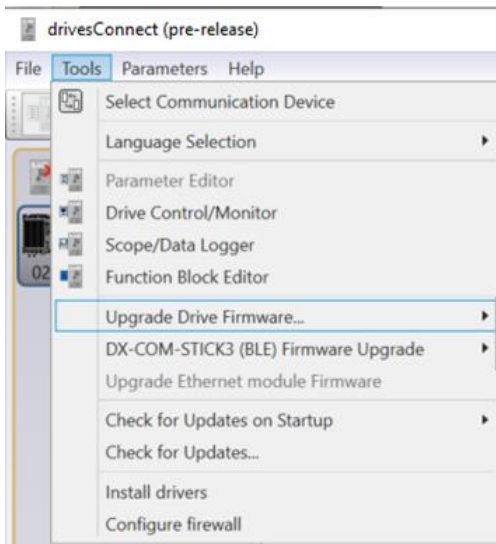 drivesConnect (pre-release)
File Tools Parameters Help
Select Communication Device
Language Selection
Parameter Editor
Drive Control/Monitor
Scope/Data Logger
Function Block Editor
02
Upgrade Drive Firmware...
DX-COM-STICK3 (BLE) Firmware Upgrade
Upgrade Ethernet module Firmware
Check for Updates on Startup
Check for Updates...
Install drivers
Configure firewall